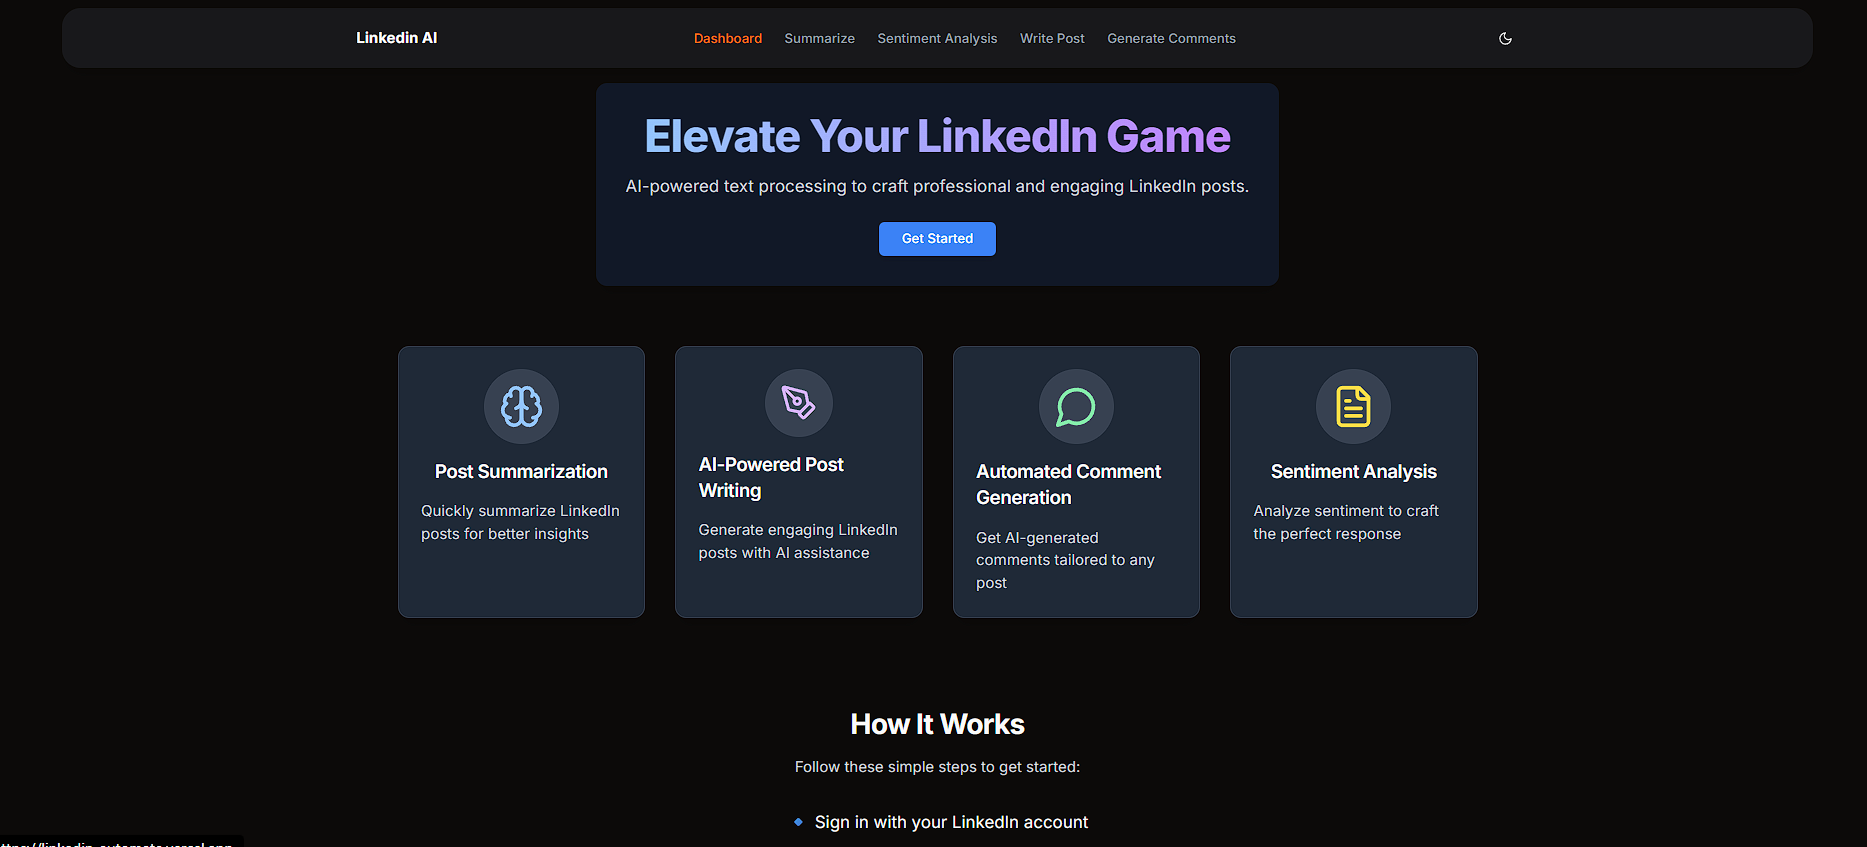 Linkedin AI
Dashboard
Summarize
Sentiment Analysis
Write Post
Generate Comments
Elevate Your LinkedIn Game
AI-powered text processing to craft professional and engaging LinkedIn posts.
Get Started
Post Summarization
Quickly summarize LinkedIn
posts for better insights
AI-Powered Post
Writing
Generate engaging LinkedIn
posts with AI assistance
Automated Comment
Generation
Get AI-generated
comments tailored to any
post
Sentiment Analysis
Analyze sentiment to craft
the perfect response
How It Works
Follow these simple steps to get started:
Sign in with your LinkedIn account